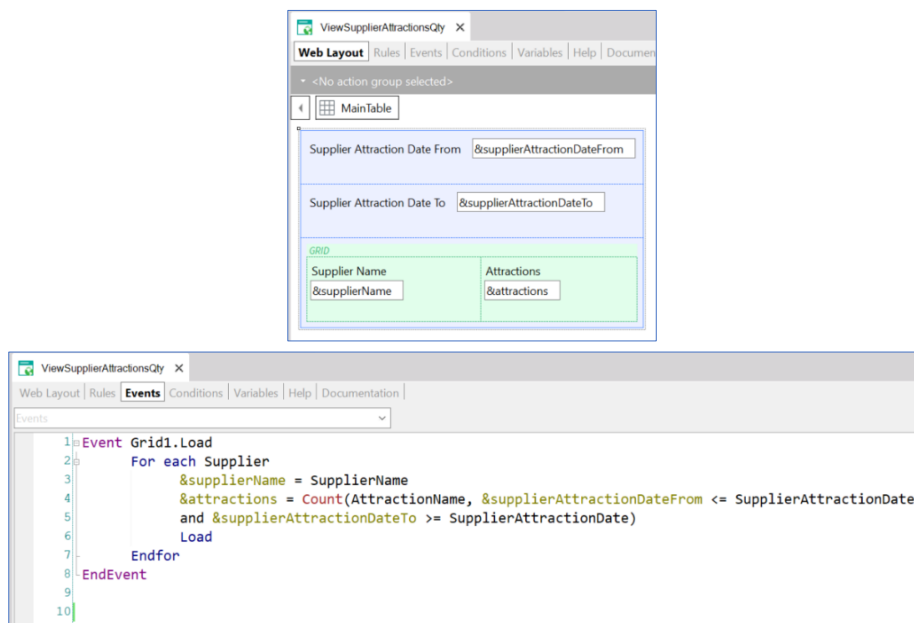 ViewSupplierAttractionsQty X
Web Layout Rules Events Conditions Variables Help Documen
<No action group selected>
MainTable
Supplier Attraction Date From &supplierAttractionDateFrom
Supplier Attraction Date To &supplierAttractionDateTo
GRID
Supplier Name Attractions
&supplierName &attractions
ViewSupplierAttractionsQty X
Web Layout Rules Events Conditions Variables Help Documentation
Events
1 Event Grid1.Load
2 For each Supplier
3 &supplierName = SupplierName
4 &attractions = Count(AttractionName, &supplierAttractionDateFrom <= SupplierAttractionDate
5 and &supplierAttractionDateTo >= SupplierAttractionDate)
6 Load
7 Endfor
8 EndEvent
9
10